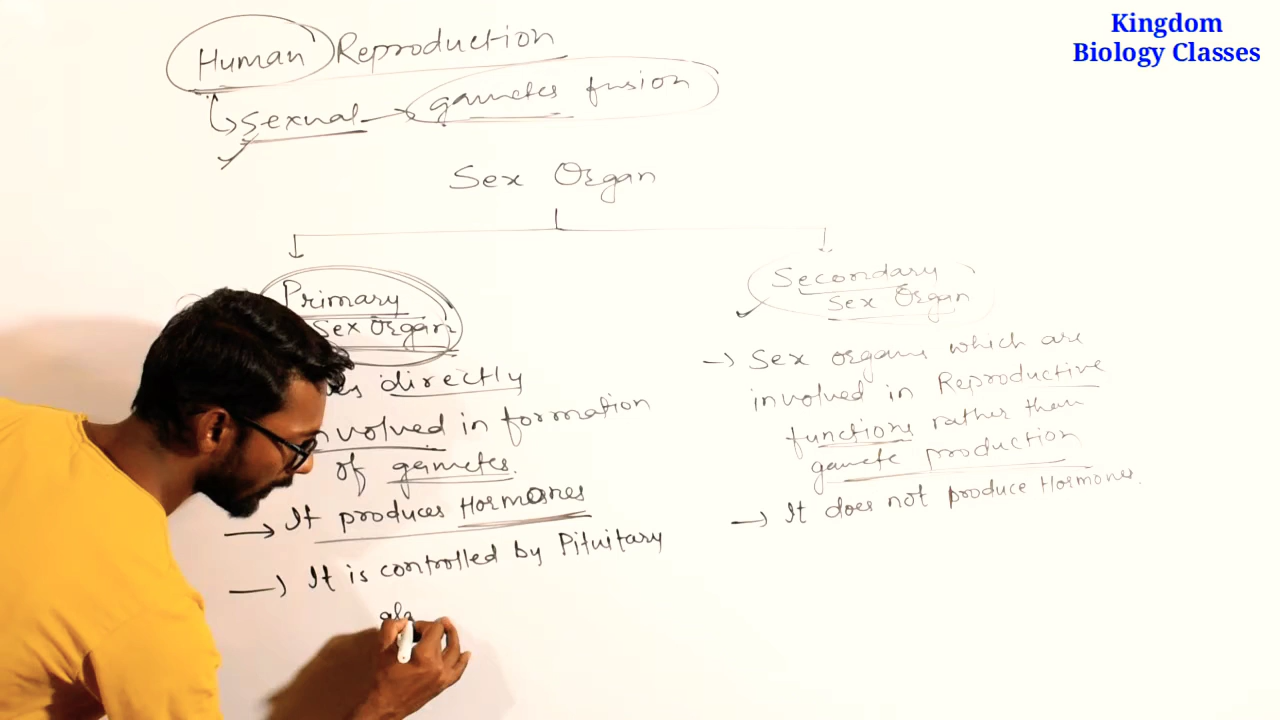 Kingdom
Biology Classes
Human Reproduction
sexual → gametes fusion
Sex Organ
Primary
Sex Organ
directly
involved in formation
of gametes.
→ It produces Hormones
→ It is controlled by Pituitary
Secondary
Sex Organ
→ Sex organs which are
involved in Reproductive
functions rather than
gamete production
→ It does not produce Hormones.